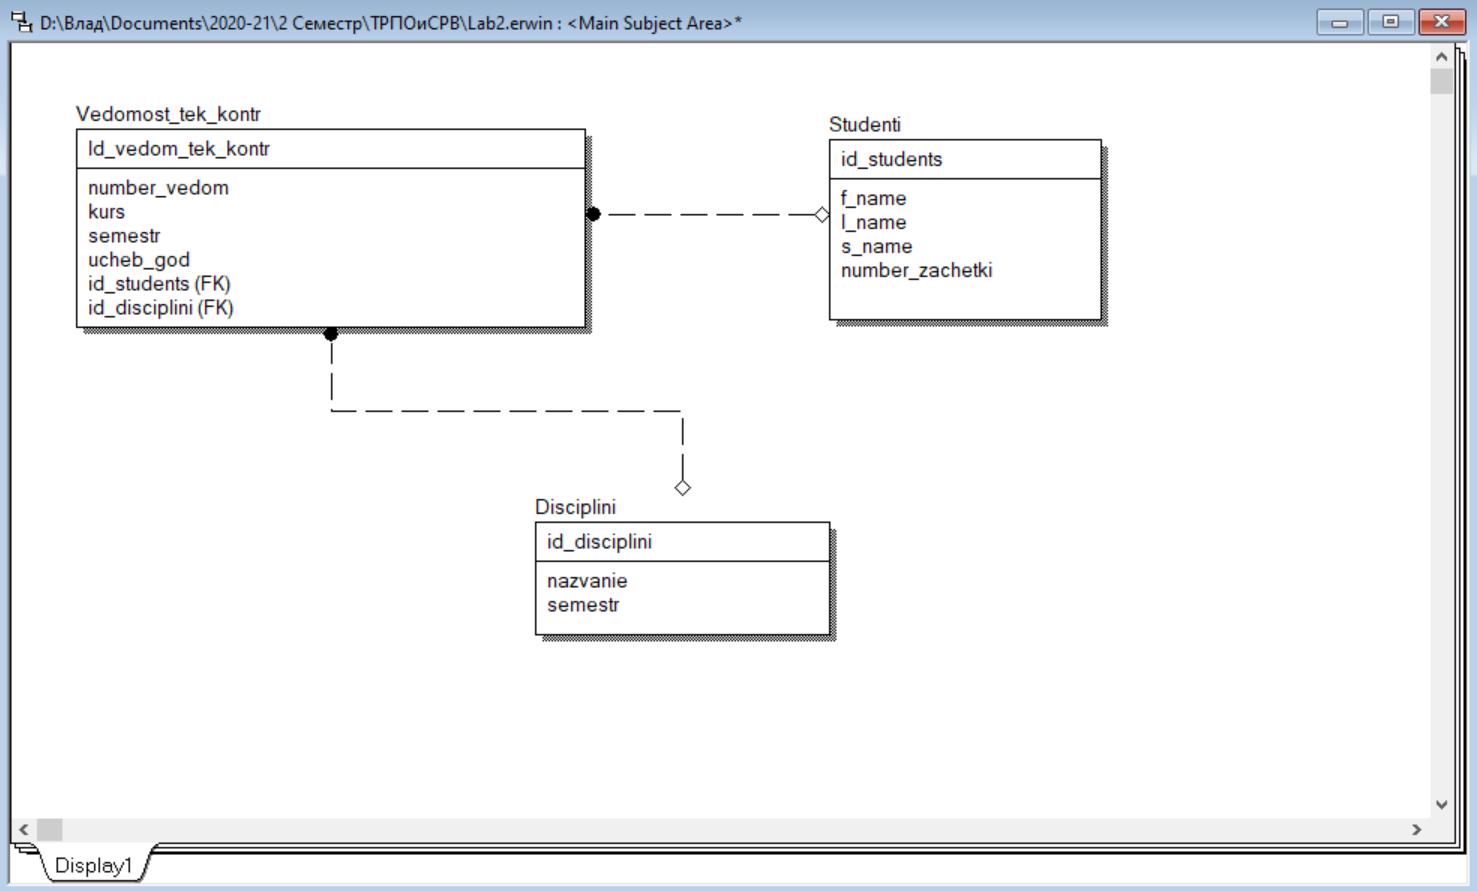 D:\Влад\Documents\2020-21\2 Семестр\ТРПОиСРВ\Lab2.erwin : <Main Subject Area>*
Vedomost_tek_kontr
Id_vedom_tek_kontr
number_vedom
kurs
semestr
ucheb_god
id_students (FK)
id_disciplini (FK)
Studenti
id_students
f_name
l_name
s_name
number_zachetki
Disciplini
id_disciplini
nazvanie
semestr
Display1